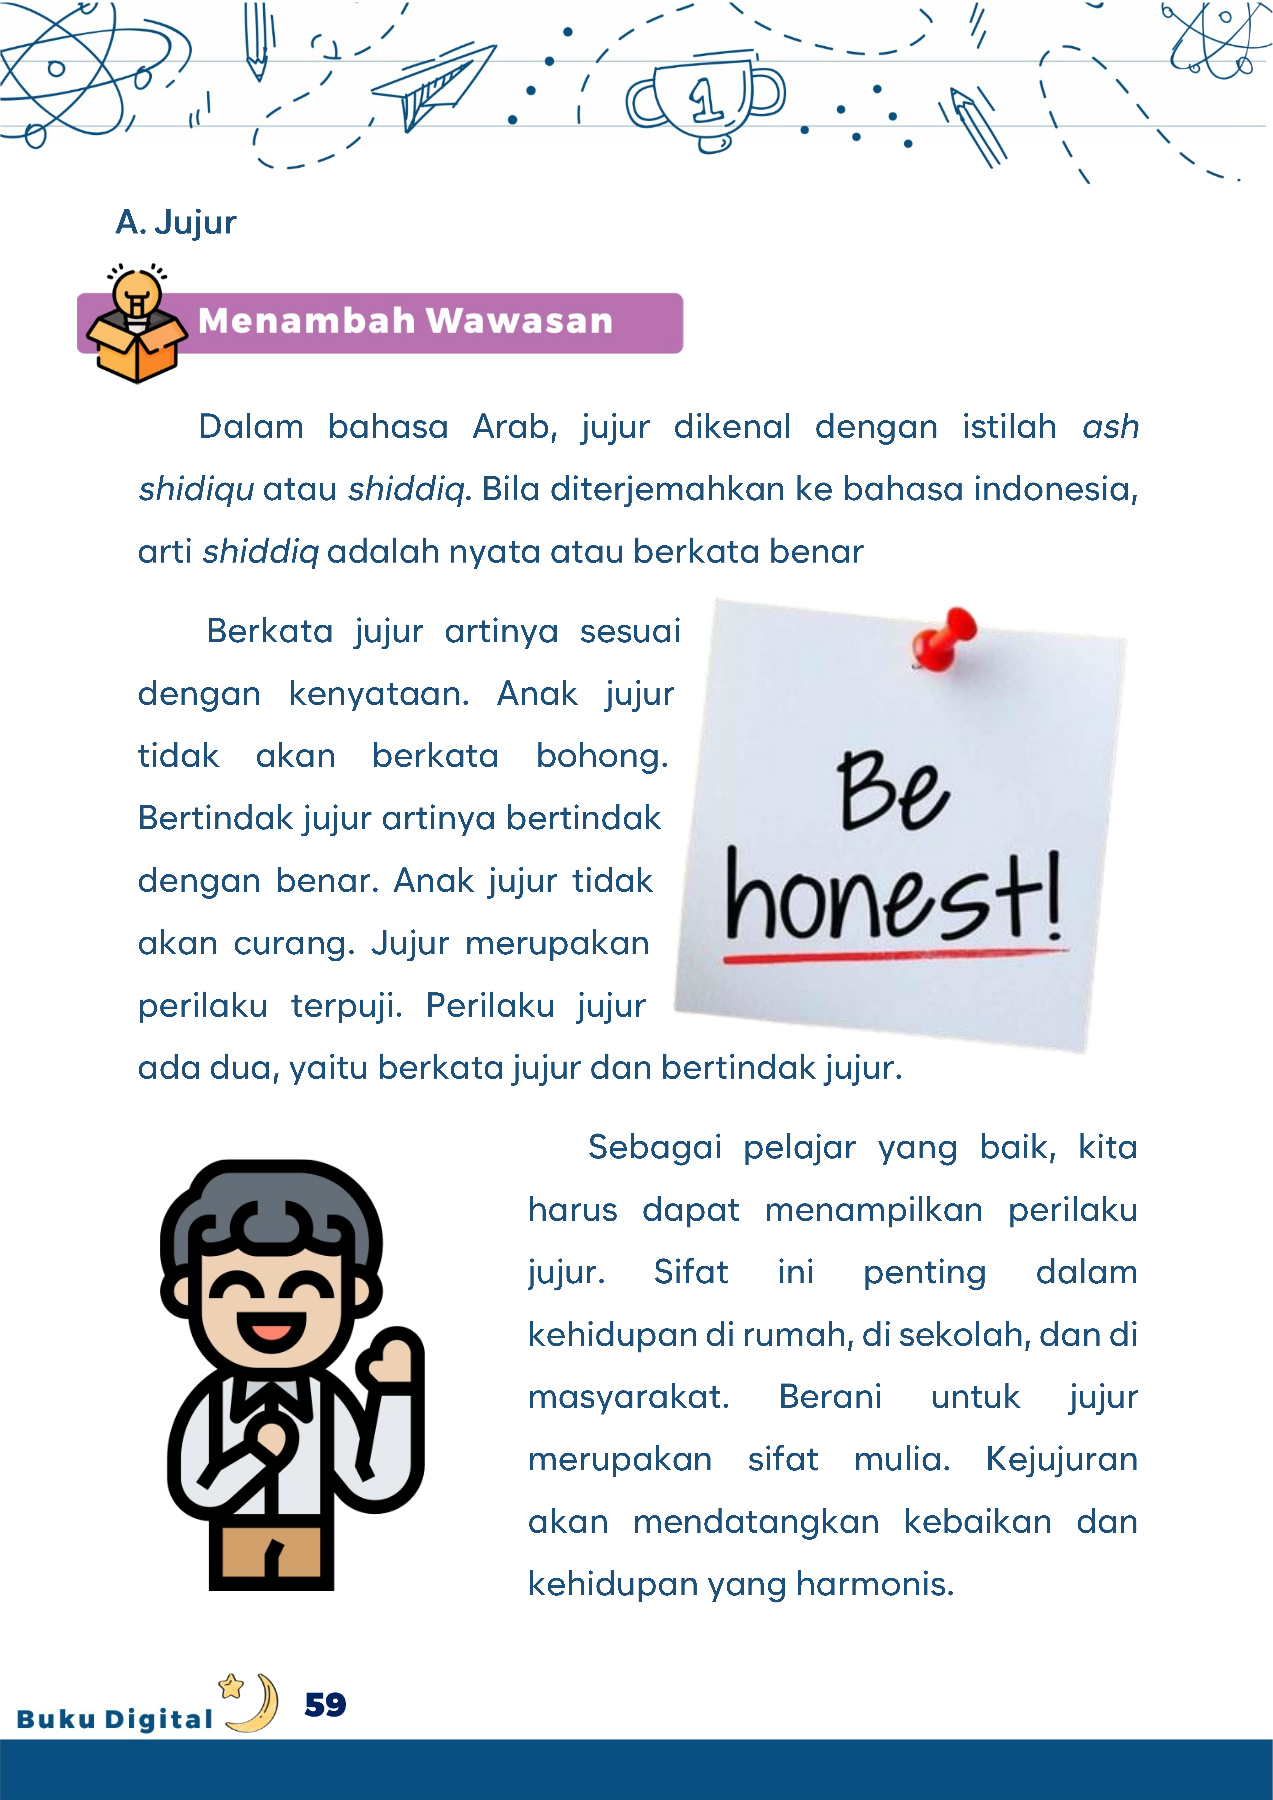 1
A. Jujur
Menambah Wawasan
Dalam bahasa Arab, jujur dikenal dengan istilah ash
shidiqu atau shiddiq. Bila diterjemahkan ke bahasa indonesia,
arti shiddiq adalah nyata atau berkata benar
Berkata jujur artinya sesuai
dengan kenyataan. Anak jujur
tidak akan berkata bohong.
Bertindak jujur artinya bertindak
dengan benar. Anak jujur tidak
akan curang. Jujur merupakan
perilaku terpuji. Perilaku jujur
ada dua, yaitu berkata jujur dan bertindak jujur.
Be
honest!
Sebagai pelajar yang baik, kita
harus dapat menampilkan perilaku
jujur. Sifat ini penting dalam
kehidupan di rumah, di sekolah, dan di
masyarakat. Berani untuk jujur
merupakan sifat mulia. Kejujuran
akan mendatangkan kebaikan dan
kehidupan yang harmonis.
Buku Digital 59